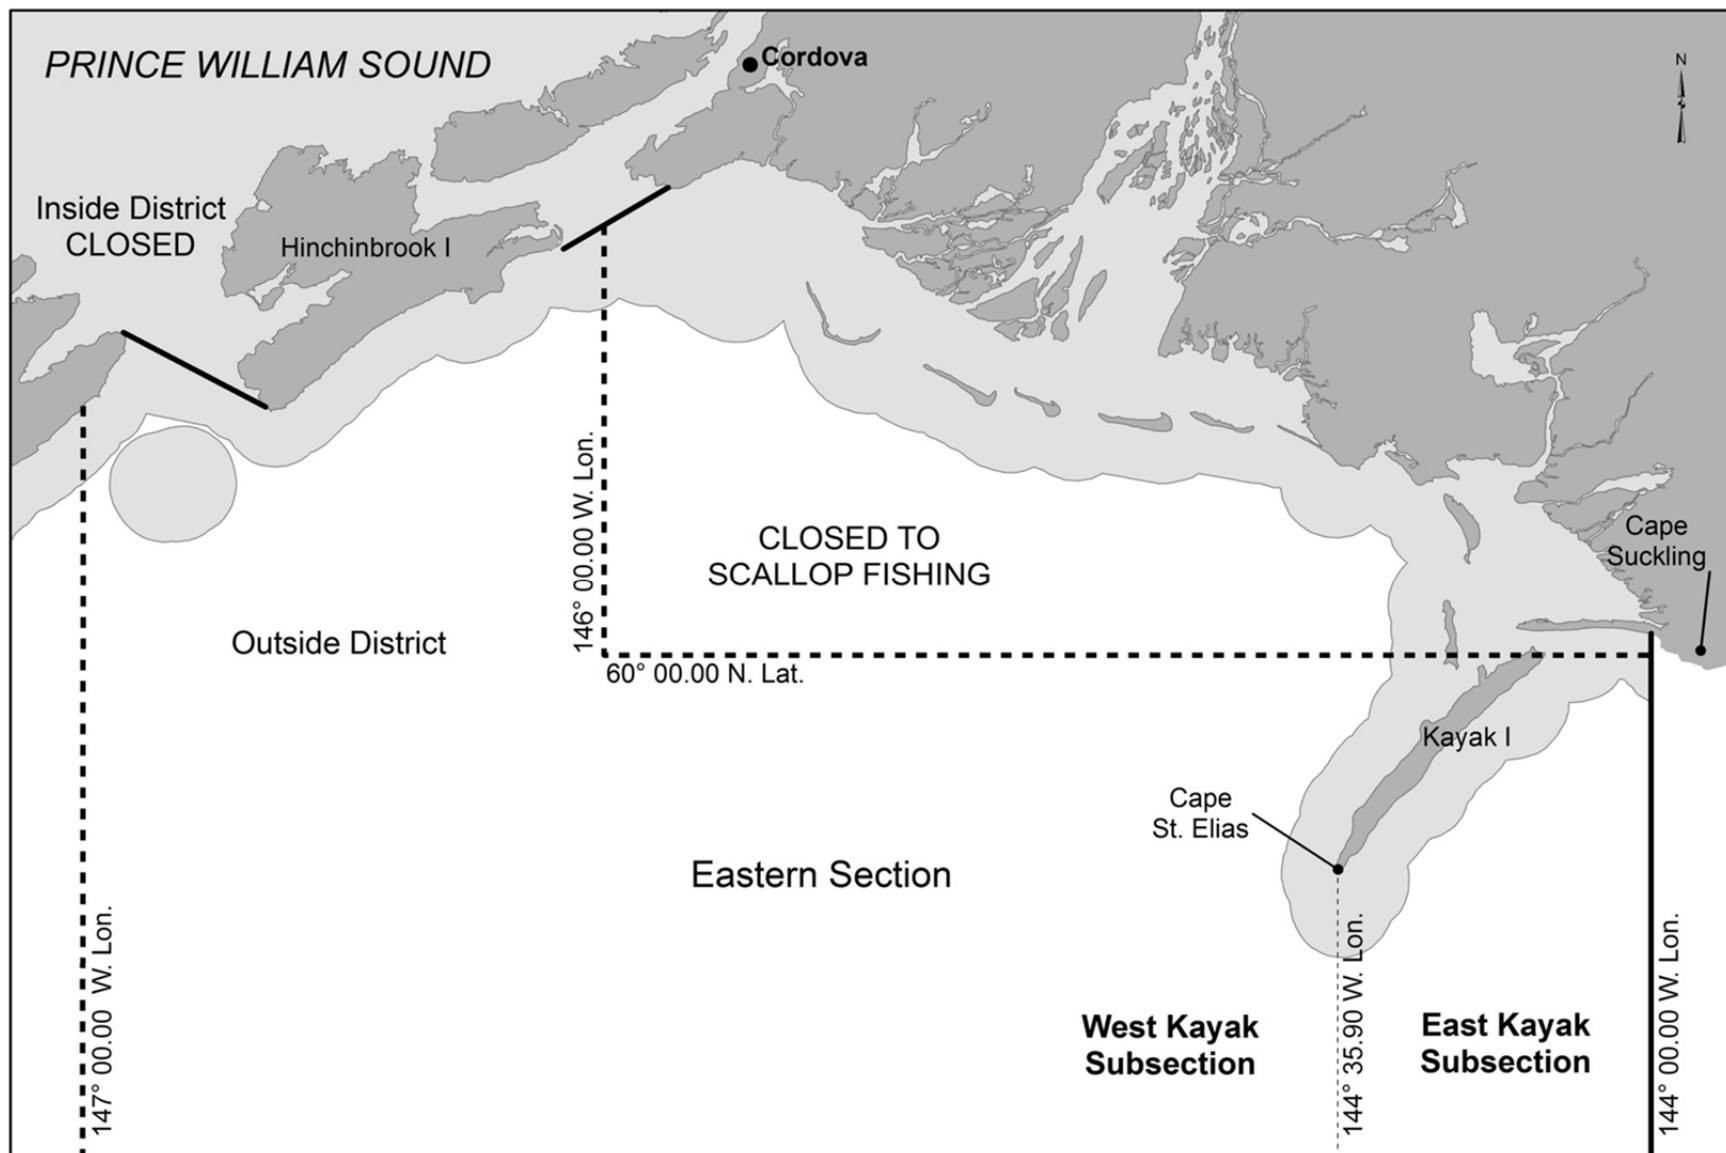 PRINCE WILLIAM SOUND
Cordova
N
Inside District
CLOSED
Hinchinbrook I
146° 00.00 W. Lon.
CLOSED TO
SCALLOP FISHING
Cape
Suckling
Outside District
60° 00.00 N. Lat.
Kayak I
Cape
St. Elias
Eastern Section
147° 00.00 W. Lon.
West Kayak
Subsection
144° 35.90 W. Lon.
East Kayak
Subsection
144° 00.00 W. Lon.